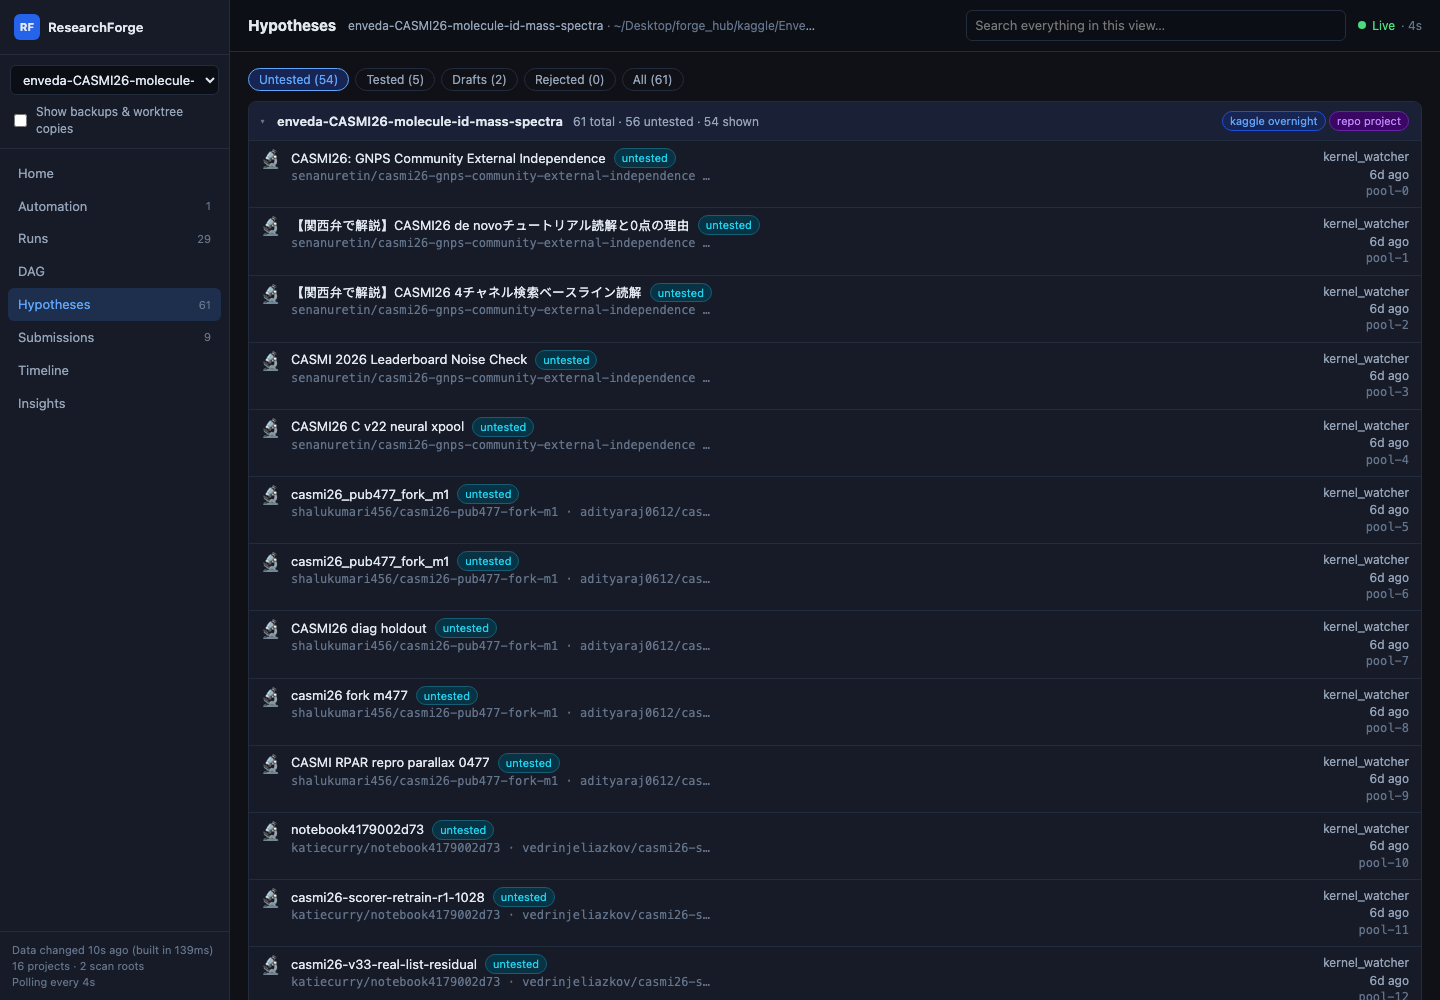 RF ResearchForge
enveda-CASMI26-molecule-
Show backups & worktree
copies
Home
Automation 1
Runs 29
DAG
Hypotheses 61
Submissions 9
Timeline
Insights
Data changed 10s ago (built in 139ms)
16 projects · 2 scan roots
Polling every 4s
Hypotheses enveda-CASMI26-molecule-id-mass-spectra · ~/Desktop/forge_hub/kaggle/Enve…
Search everything in this view…
Live · 4s
Untested (54) Tested (5) Drafts (2) Rejected (0) All (61)
enveda-CASMI26-molecule-id-mass-spectra 61 total · 56 untested · 54 shown kaggle overnight repo project
CASMI26: GNPS Community External Independence untested
senanuretin/casmi26-gnps-community-external-independence …
kernel_watcher
6d ago
pool-0
【関西弁で解説】CASMI26 de novoチュートリアル読解と0点の理由 untested
senanuretin/casmi26-gnps-community-external-independence …
kernel_watcher
6d ago
pool-1
【関西弁で解説】CASMI26 4チャネル検索ベースライン読解 untested
senanuretin/casmi26-gnps-community-external-independence …
kernel_watcher
6d ago
pool-2
CASMI 2026 Leaderboard Noise Check untested
senanuretin/casmi26-gnps-community-external-independence …
kernel_watcher
6d ago
pool-3
CASMI26 C v22 neural xpool untested
senanuretin/casmi26-gnps-community-external-independence …
kernel_watcher
6d ago
pool-4
casmi26_pub477_fork_m1 untested
shalukumari456/casmi26-pub477-fork-m1 · adityaraj0612/cas…
kernel_watcher
6d ago
pool-5
casmi26_pub477_fork_m1 untested
shalukumari456/casmi26-pub477-fork-m1 · adityaraj0612/cas…
kernel_watcher
6d ago
pool-6
CASMI26 diag holdout untested
shalukumari456/casmi26-pub477-fork-m1 · adityaraj0612/cas…
kernel_watcher
6d ago
pool-7
casmi26 fork m477 untested
shalukumari456/casmi26-pub477-fork-m1 · adityaraj0612/cas…
kernel_watcher
6d ago
pool-8
CASMI RPAR repro parallax 0477 untested
shalukumari456/casmi26-pub477-fork-m1 · adityaraj0612/cas…
kernel_watcher
6d ago
pool-9
notebook4179002d73 untested
katiecurry/notebook4179002d73 · vedrinjeliazkov/casmi26-s…
kernel_watcher
6d ago
pool-10
casmi26-scorer-retrain-r1-1028 untested
katiecurry/notebook4179002d73 · vedrinjeliazkov/casmi26-s…
kernel_watcher
6d ago
pool-11
casmi26-v33-real-list-residual untested
katiecurry/notebook4179002d73 · vedrinjeliazkov/casmi26-s…
kernel_watcher
6d ago
pool-12